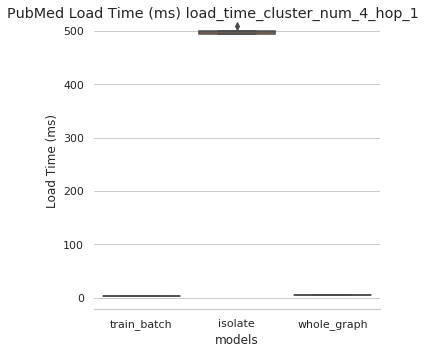 PubMed Load Time (ms) load_time_cluster_num_4_hop_1
500
400
300
200
100
0
Load Time (ms)
train_batch isolate whole_graph
models